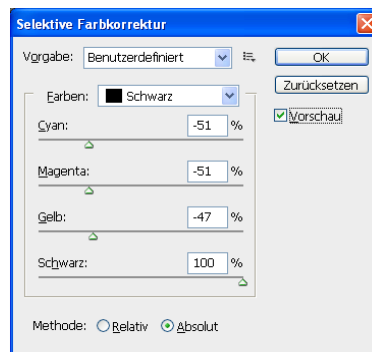 Selektive Farbkorrektur
Vorgabe: Benutzerdefiniert
OK
Zurücksetzen
Vorschau
Farben: Schwarz
Cyan: -51 %
Magenta: -51 %
Gelb: -47 %
Schwarz: 100 %
Methode: Relativ Absolut